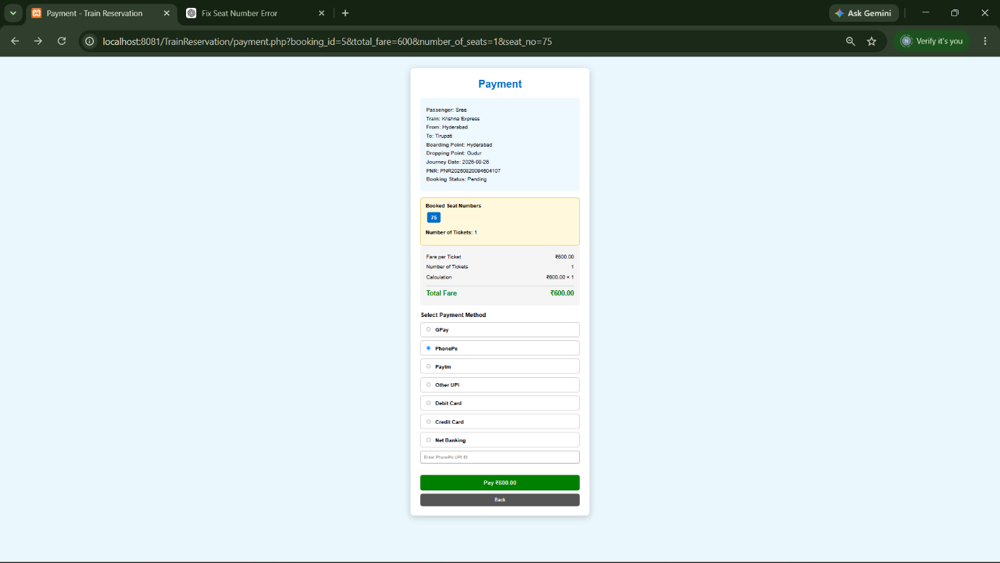 Payment - Train Reservation
Fix Seat Number Error
Ask Gemini
localhost:8081/TrainReservation/payment.php?booking_id=5&total_fare=600&number_of_seats=1&seat_no=75
N
Verify it's you
Payment
Passenger: Sree
Train: Krishna Express
From: Hyderabad
To: Tirupati
Boarding Point: Hyderabad
Dropping Point: Gudur
Journey Date: 2026-08-26
PNR: PNR20260820094604107
Booking Status: Pending
Booked Seat Numbers
75
Number of Tickets: 1
Fare per Ticket ₹600.00
Number of Tickets 1
Calculation ₹600.00 × 1
Total Fare ₹600.00
Select Payment Method
GPay
PhonePe
Paytm
Other UPI
Debit Card
Credit Card
Net Banking
Enter PhonePe UPI ID
Pay ₹600.00
Back